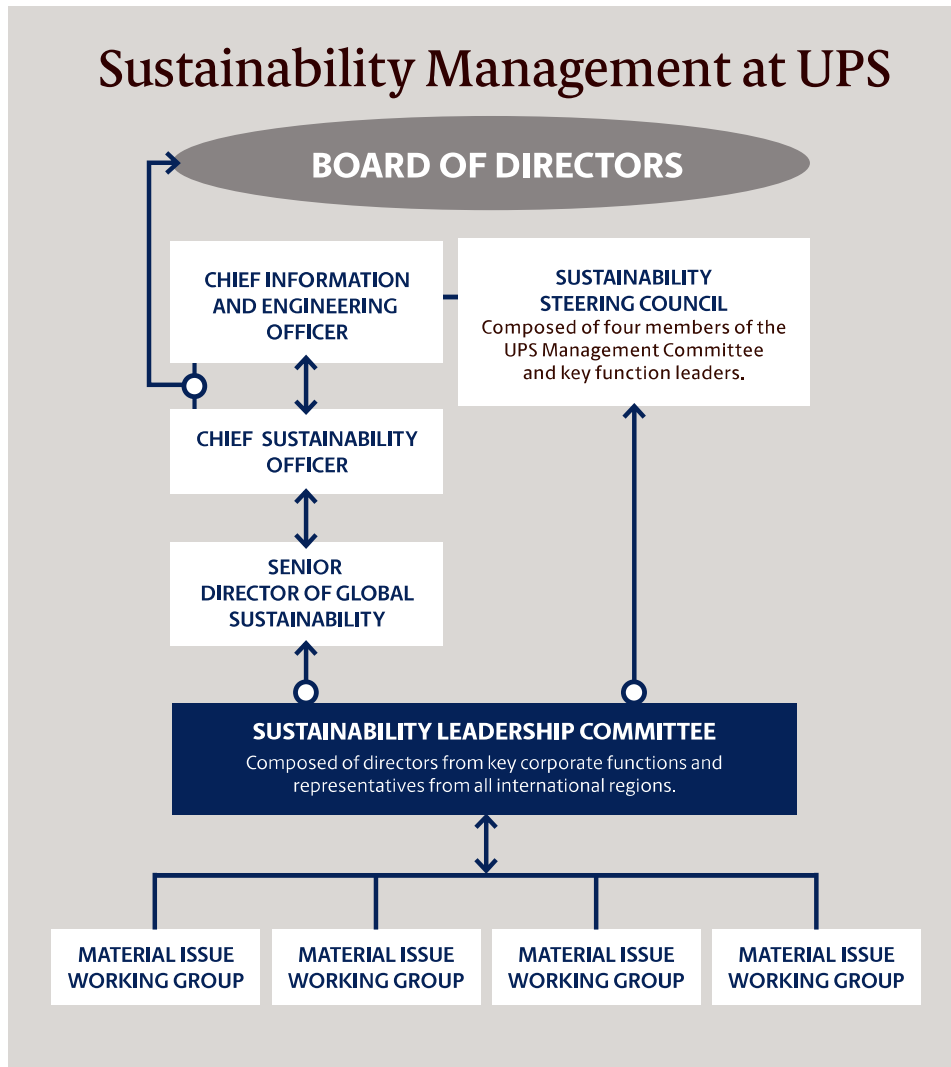 Sustainability Management at UPS
BOARD OF DIRECTORS
CHIEF INFORMATION
AND ENGINEERING
OFFICER
SUSTAINABILITY
STEERING COUNCIL
Composed of four members of the
UPS Management Committee
and key function leaders.
CHIEF SUSTAINABILITY
OFFICER
SENIOR
DIRECTOR OF GLOBAL
SUSTAINABILITY
SUSTAINABILITY LEADERSHIP COMMITTEE
Composed of directors from key corporate functions and
representatives from all international regions.
MATERIAL ISSUE
WORKING GROUP
MATERIAL ISSUE
WORKING GROUP
MATERIAL ISSUE
WORKING GROUP
MATERIAL ISSUE
WORKING GROUP